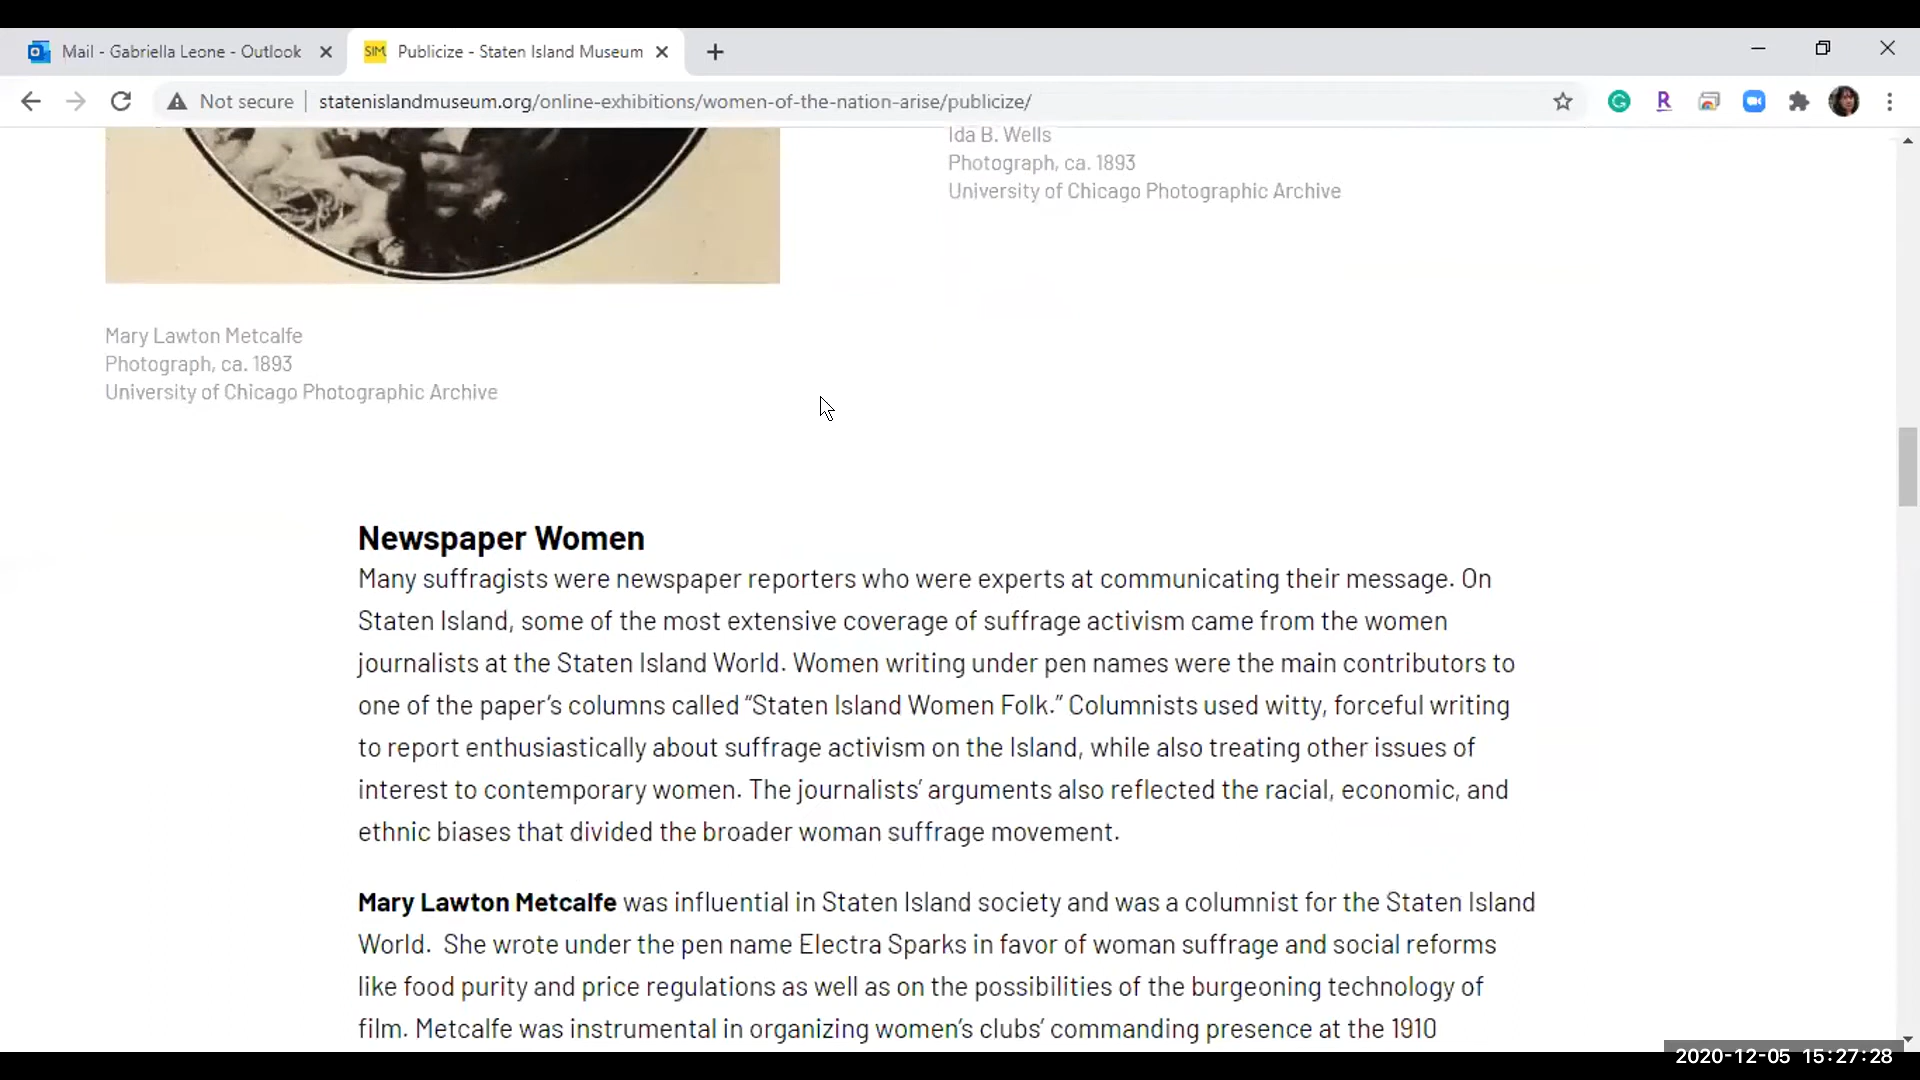 Mail - Gabriella Leone - Outlook
SIM Publicize - Staten Island Museum
Not secure
statenislandmuseum.org/online-exhibitions/women-of-the-nation-arise/publicize/
Ida B. Wells
Photograph, ca. 1893
University of Chicago Photographic Archive
Mary Lawton Metcalfe
Photograph, ca. 1893
University of Chicago Photographic Archive
Newspaper Women
Many suffragists were newspaper reporters who were experts at communicating their message. On
Staten Island, some of the most extensive coverage of suffrage activism came from the women
journalists at the Staten Island World. Women writing under pen names were the main contributors to
one of the paper’s columns called “Staten Island Women Folk.” Columnists used witty, forceful writing
to report enthusiastically about suffrage activism on the Island, while also treating other issues of
interest to contemporary women. The journalists’ arguments also reflected the racial, economic, and
ethnic biases that divided the broader woman suffrage movement.
Mary Lawton Metcalfe was influential in Staten Island society and was a columnist for the Staten Island
World.  She wrote under the pen name Electra Sparks in favor of woman suffrage and social reforms
like food purity and price regulations as well as on the possibilities of the burgeoning technology of
film. Metcalfe was instrumental in organizing women’s clubs’ commanding presence at the 1910
2020-12-05 15:27:28